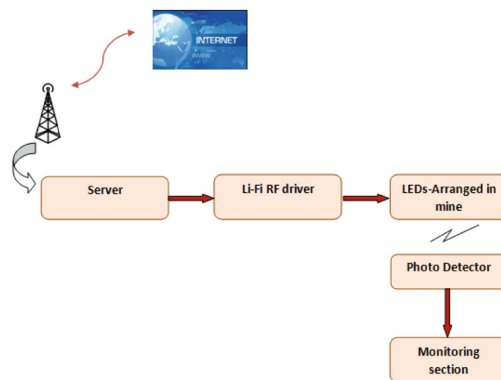 INTERNET
Server
Li-Fi RF driver
LEDs-Arranged in
mine
Photo Detector
Monitoring
section